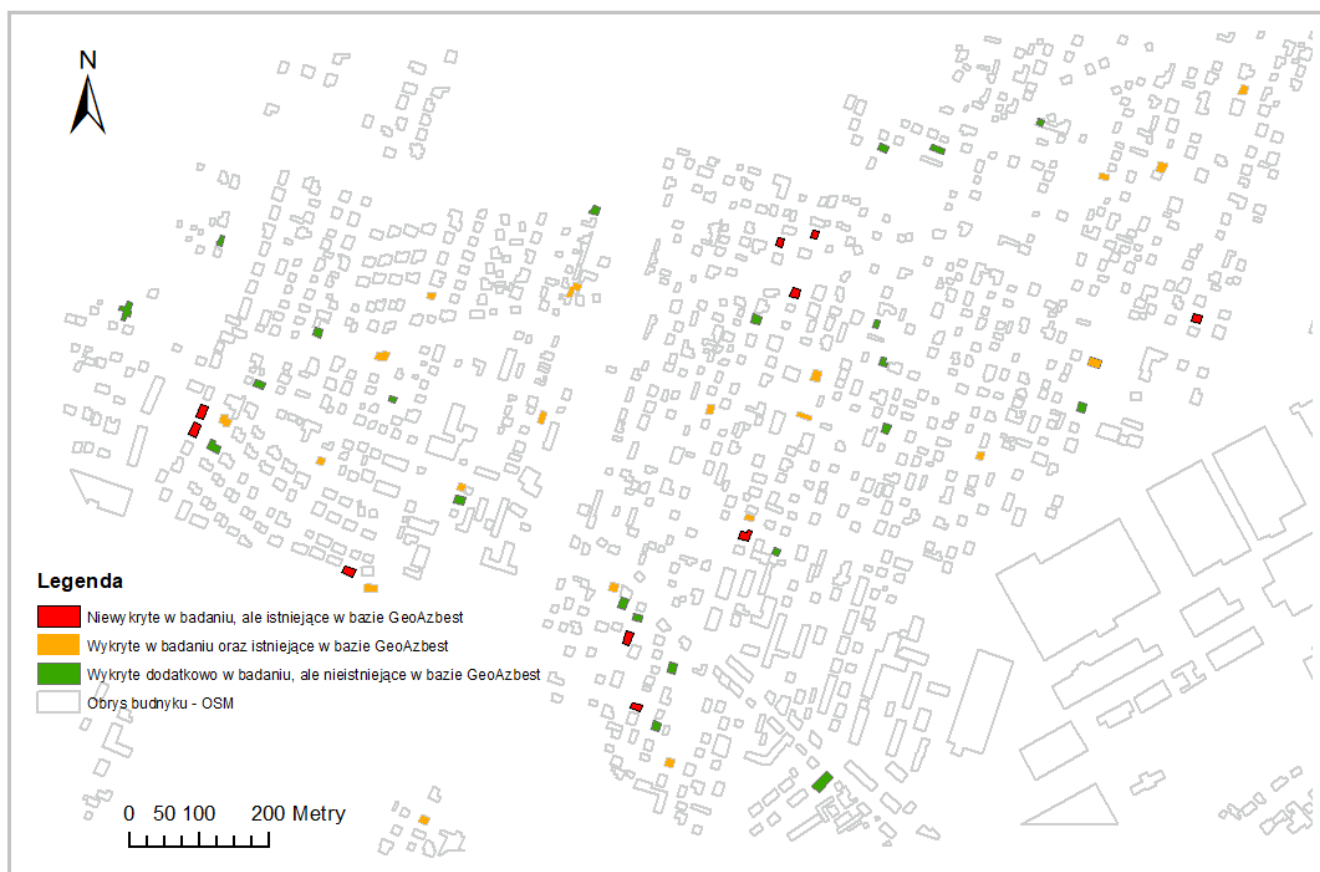 N
Legenda
Niewykryte w badaniu, ale istniejące w bazie GeoAzbest
Wykryte w badaniu oraz istniejące w bazie GeoAzbest
Wykryte dodatkowo w badaniu, ale nieistniejące w bazie GeoAzbest
Obrys budnyku - OSM
0 50 100 200 Metry